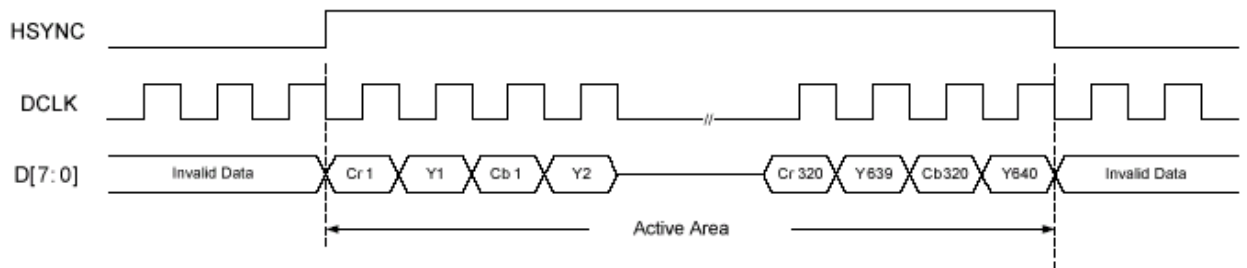 HSYNC
DCLK
//
D[7:0] Invalid Data Cr 1 Y1 Cb 1 Y2 Cr 320 Y639 Cb320 Y640 Invalid Data
Active Area